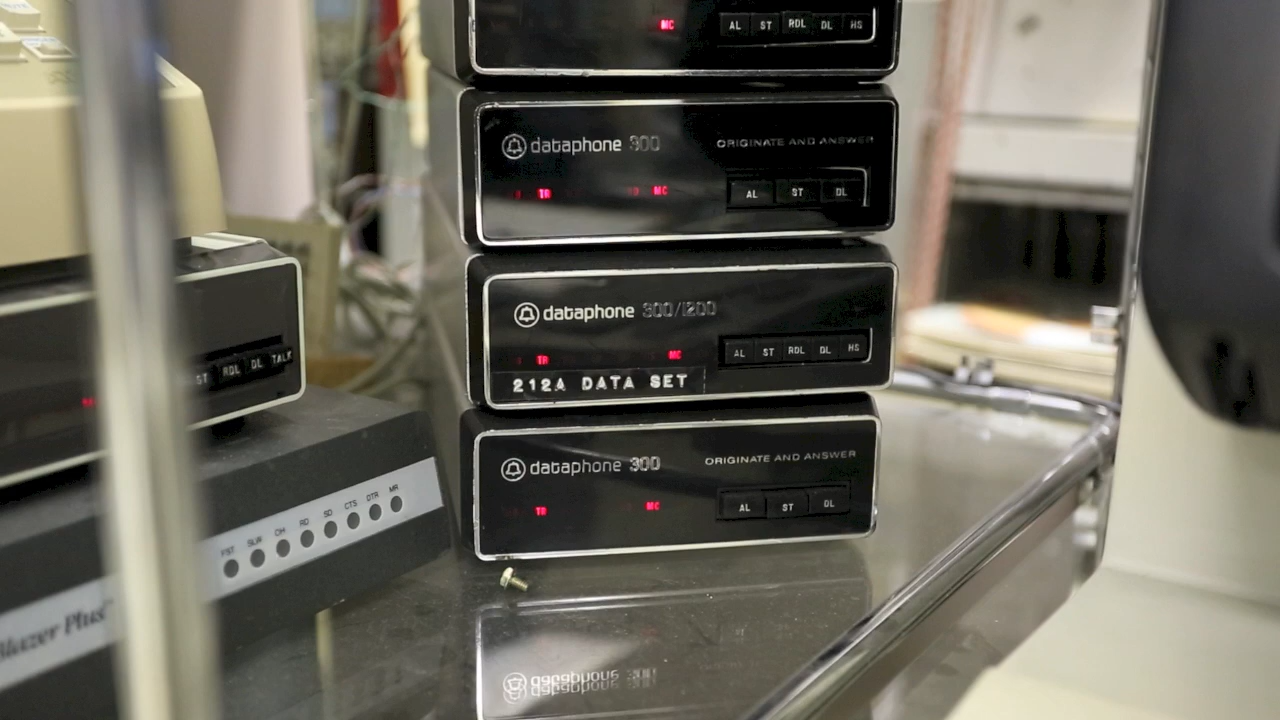 MC AL ST RDL DL HS
dataphone 300 ORIGINATE AND ANSWER
TR MC AL ST DL
dataphone 300/1200
TR MC AL ST RDL DL HS
212A DATA SET
dataphone 300 ORIGINATE AND ANSWER
TR MC AL ST DL
ST RDL DL TALK
FST SLW OH RD SD CTS DTR MR
Blazer Plus